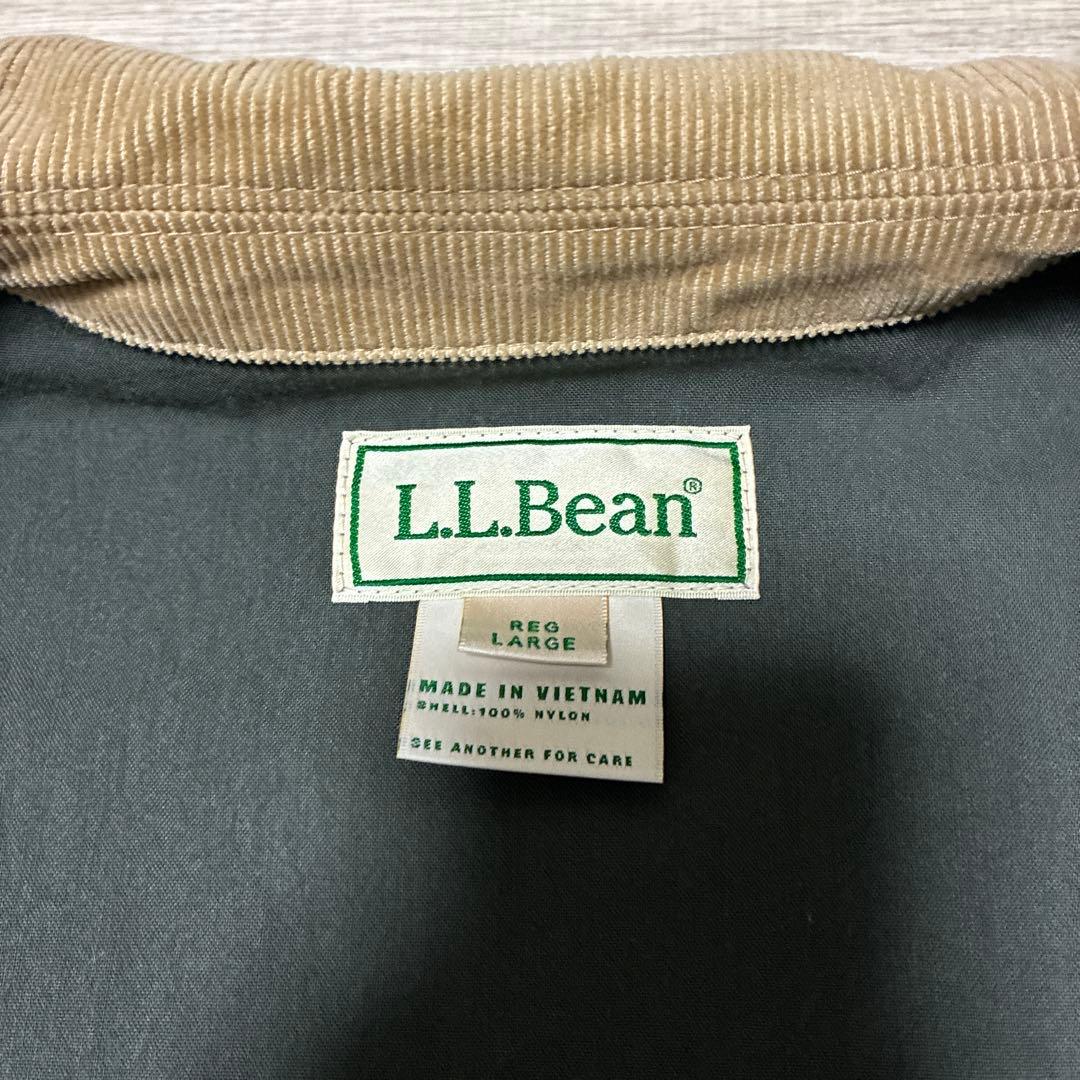 L.L.Bean®
REG
LARGE
MADE IN VIETNAM
SHELL:100% NYLON
SEE ANOTHER FOR CARE